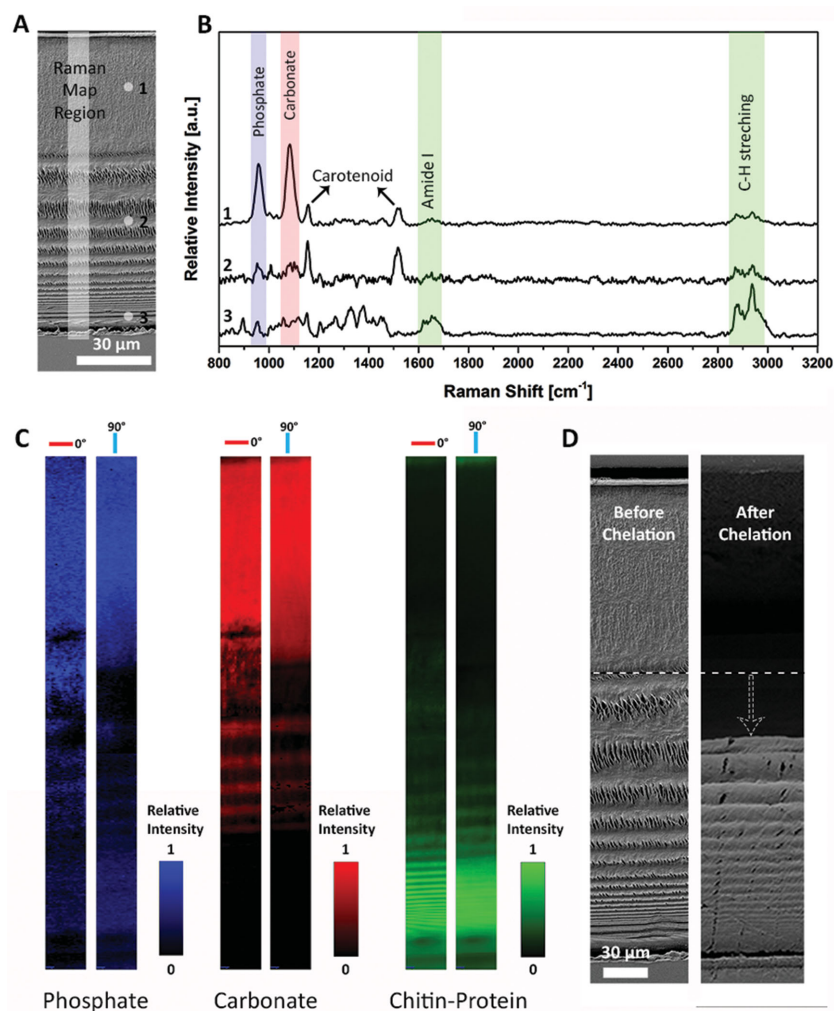 A
Raman
Map
Region
1
2
3
30 µm
B
Relative Intensity [a.u.]
Phosphate
Carbonate
Carotenoid
Amide I
C-H streching
1
2
3
800 1000 1200 1400 1600 1800 2000 2200 2400 2600 2800 3000 3200
Raman Shift [cm⁻¹]
C
0°
90°
0°
90°
0°
90°
Relative
Intensity
1
0
Relative
Intensity
1
0
Relative
Intensity
1
0
Phosphate
Carbonate
Chitin-Protein
D
Before
Chelation
After
Chelation
30 µm